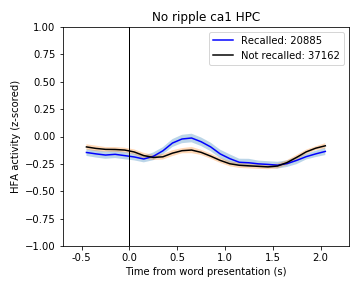 No ripple ca1 HPC
Recalled: 20885
Not recalled: 37162
HFA activity (z-scored)
1.00
0.75
0.50
0.25
0.00
−0.25
−0.50
−0.75
−1.00
-0.5 0.0 0.5 1.0 1.5 2.0
Time from word presentation (s)